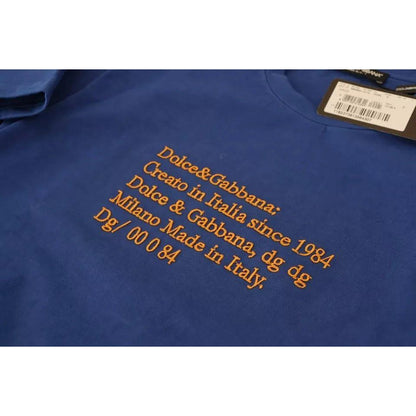 Dolce&Gabbana:
Creato in Italia since 1984
Dolce & Gabbana, dg dg
Milano Made in Italy.
Dg/ 00 0 84